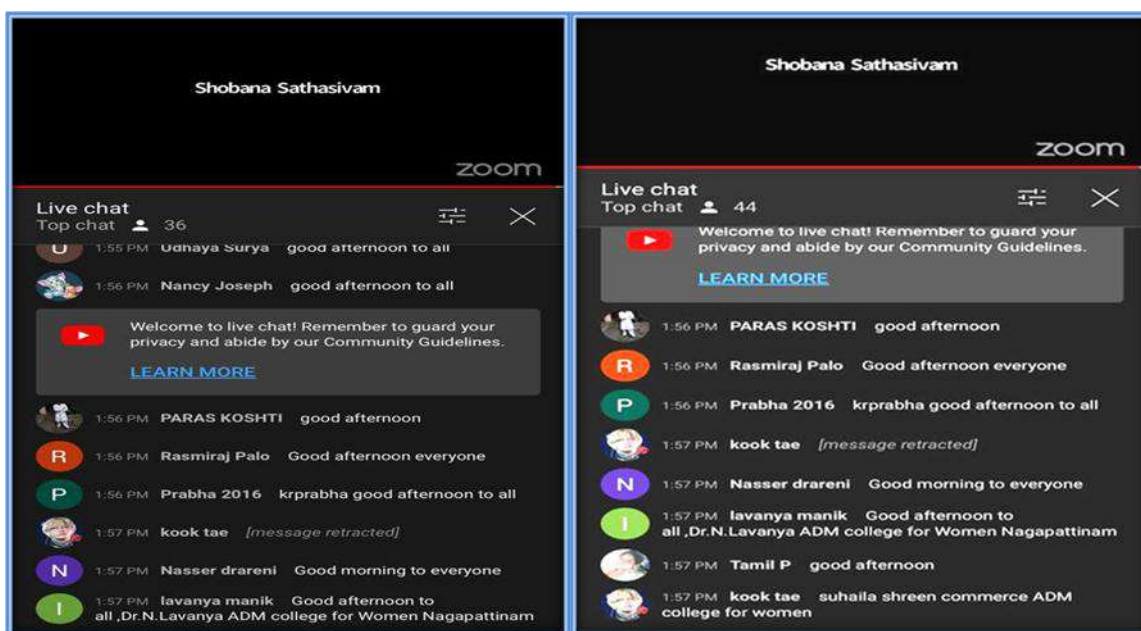 Shobana Sathasivam
zoom
Live chat
Top chat 36
U 1:55 PM Udhaya Surya good afternoon to all
1:56 PM Nancy Joseph good afternoon to all
Welcome to live chat! Remember to guard your
privacy and abide by our Community Guidelines.
LEARN MORE
1:56 PM PARAS KOSHTI good afternoon
R 1:56 PM Rasmiraj Palo Good afternoon everyone
P 1:56 PM Prabha 2016 krprabha good afternoon to all
1:57 PM kook tae [message retracted]
N 1:57 PM Nasser drareni Good morning to everyone
l 1:57 PM lavanya manik Good afternoon to
all ,Dr.N.Lavanya ADM college for Women Nagapattinam
Shobana Sathasivam
zoom
Live chat
Top chat 44
Welcome to live chat! Remember to guard your
privacy and abide by our Community Guidelines.
LEARN MORE
1:56 PM PARAS KOSHTI good afternoon
R 1:56 PM Rasmiraj Palo Good afternoon everyone
P 1:56 PM Prabha 2016 krprabha good afternoon to all
1:57 PM kook tae [message retracted]
N 1:57 PM Nasser drareni Good morning to everyone
l 1:57 PM lavanya manik Good afternoon to
all ,Dr.N.Lavanya ADM college for Women Nagapattinam
1:57 PM Tamil P good afternoon
1:57 PM kook tae suhaila shreen commerce ADM
college for women